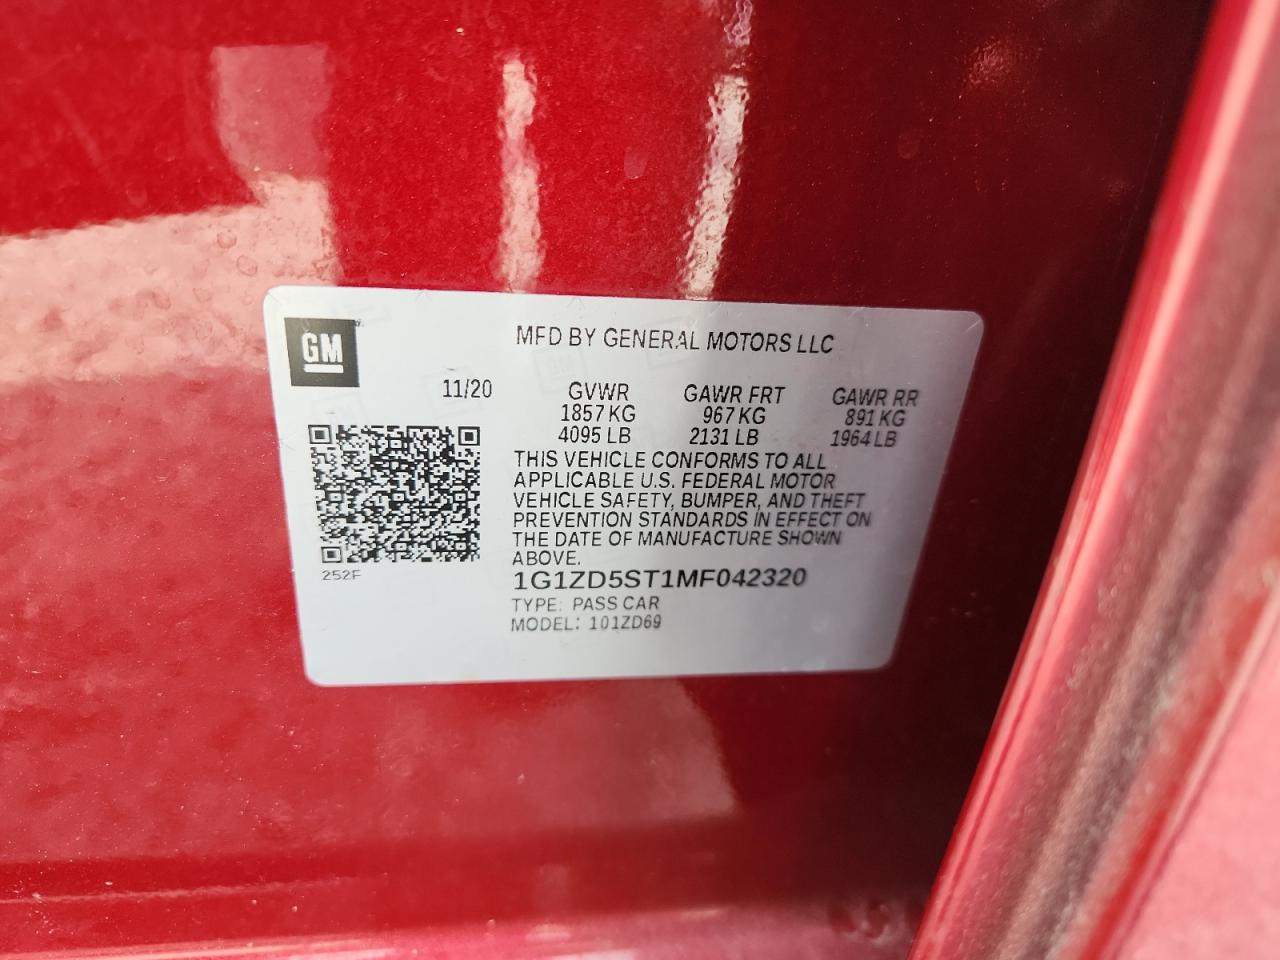 GM
MFD BY GENERAL MOTORS LLC
11/20 GVWR GAWR FRT GAWR RR
1857 KG 967 KG 891 KG
4095 LB 2131 LB 1964 LB
THIS VEHICLE CONFORMS TO ALL
APPLICABLE U.S. FEDERAL MOTOR
VEHICLE SAFETY, BUMPER, AND THEFT
PREVENTION STANDARDS IN EFFECT ON
THE DATE OF MANUFACTURE SHOWN
ABOVE.
252F
1G1ZD5ST1MF042320
TYPE: PASS CAR
MODEL: 101ZD69